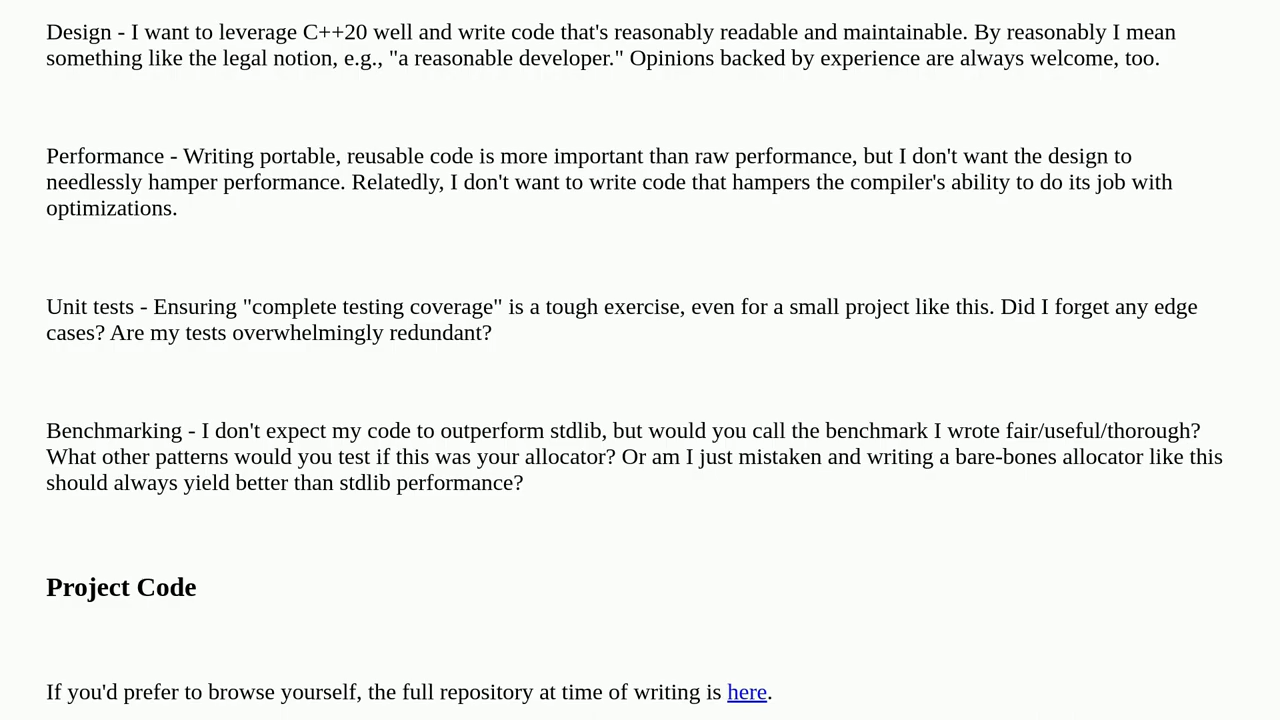 Design - I want to leverage C++20 well and write code that's reasonably readable and maintainable. By reasonably I mean
something like the legal notion, e.g., "a reasonable developer." Opinions backed by experience are always welcome, too.
Performance - Writing portable, reusable code is more important than raw performance, but I don't want the design to
needlessly hamper performance. Relatedly, I don't want to write code that hampers the compiler's ability to do its job with
optimizations.
Unit tests - Ensuring "complete testing coverage" is a tough exercise, even for a small project like this. Did I forget any edge
cases? Are my tests overwhelmingly redundant?
Benchmarking - I don't expect my code to outperform stdlib, but would you call the benchmark I wrote fair/useful/thorough?
What other patterns would you test if this was your allocator? Or am I just mistaken and writing a bare-bones allocator like this
should always yield better than stdlib performance?
Project Code
If you'd prefer to browse yourself, the full repository at time of writing is here.